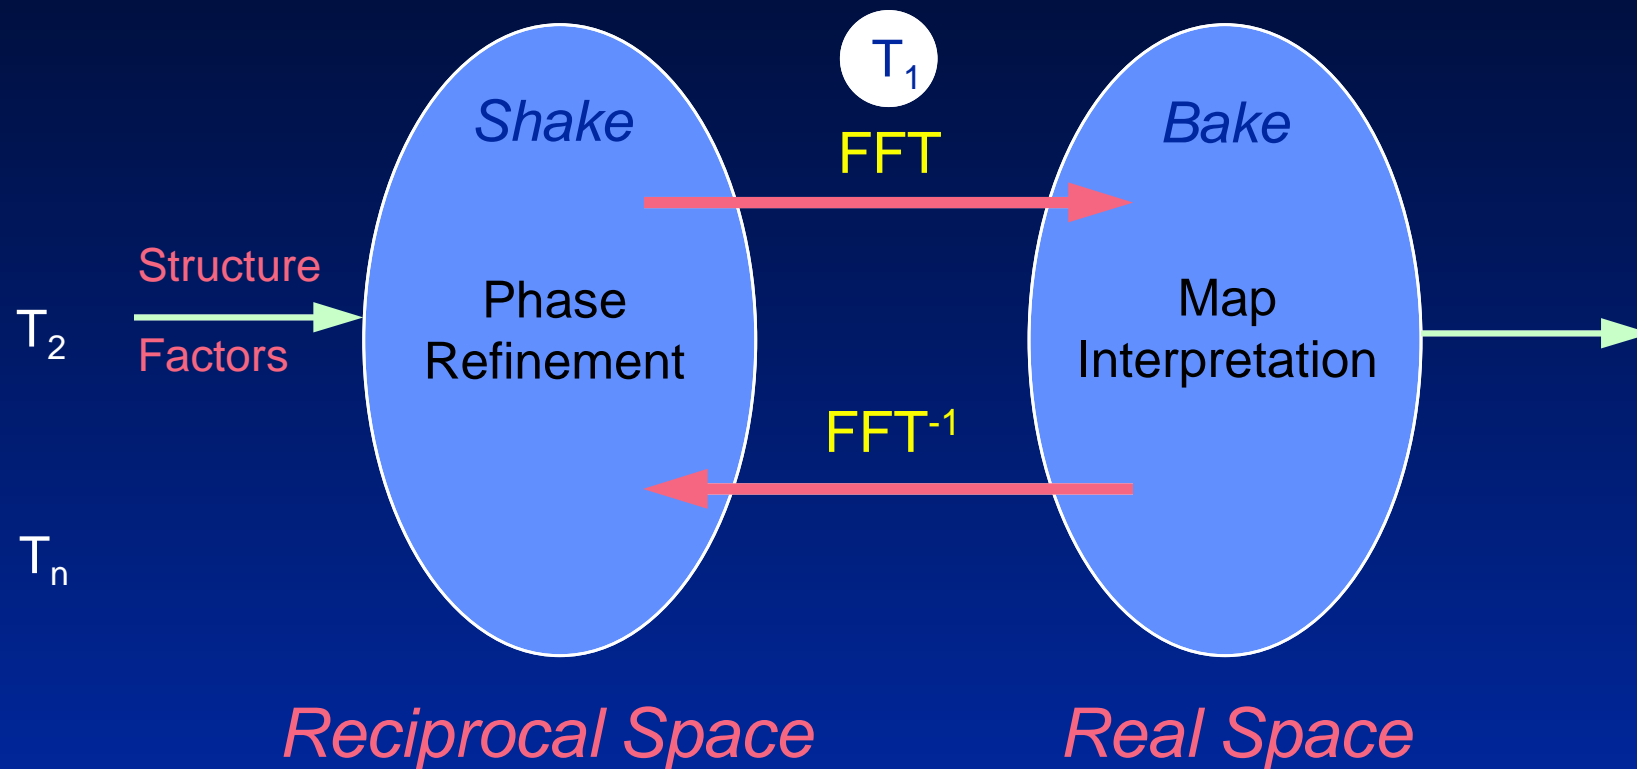 T₁
Shake
Bake
FFT
Structure
Phase
Map
T₂
Factors
Refinement
Interpretation
FFT⁻¹
Tₙ
Reciprocal Space
Real Space